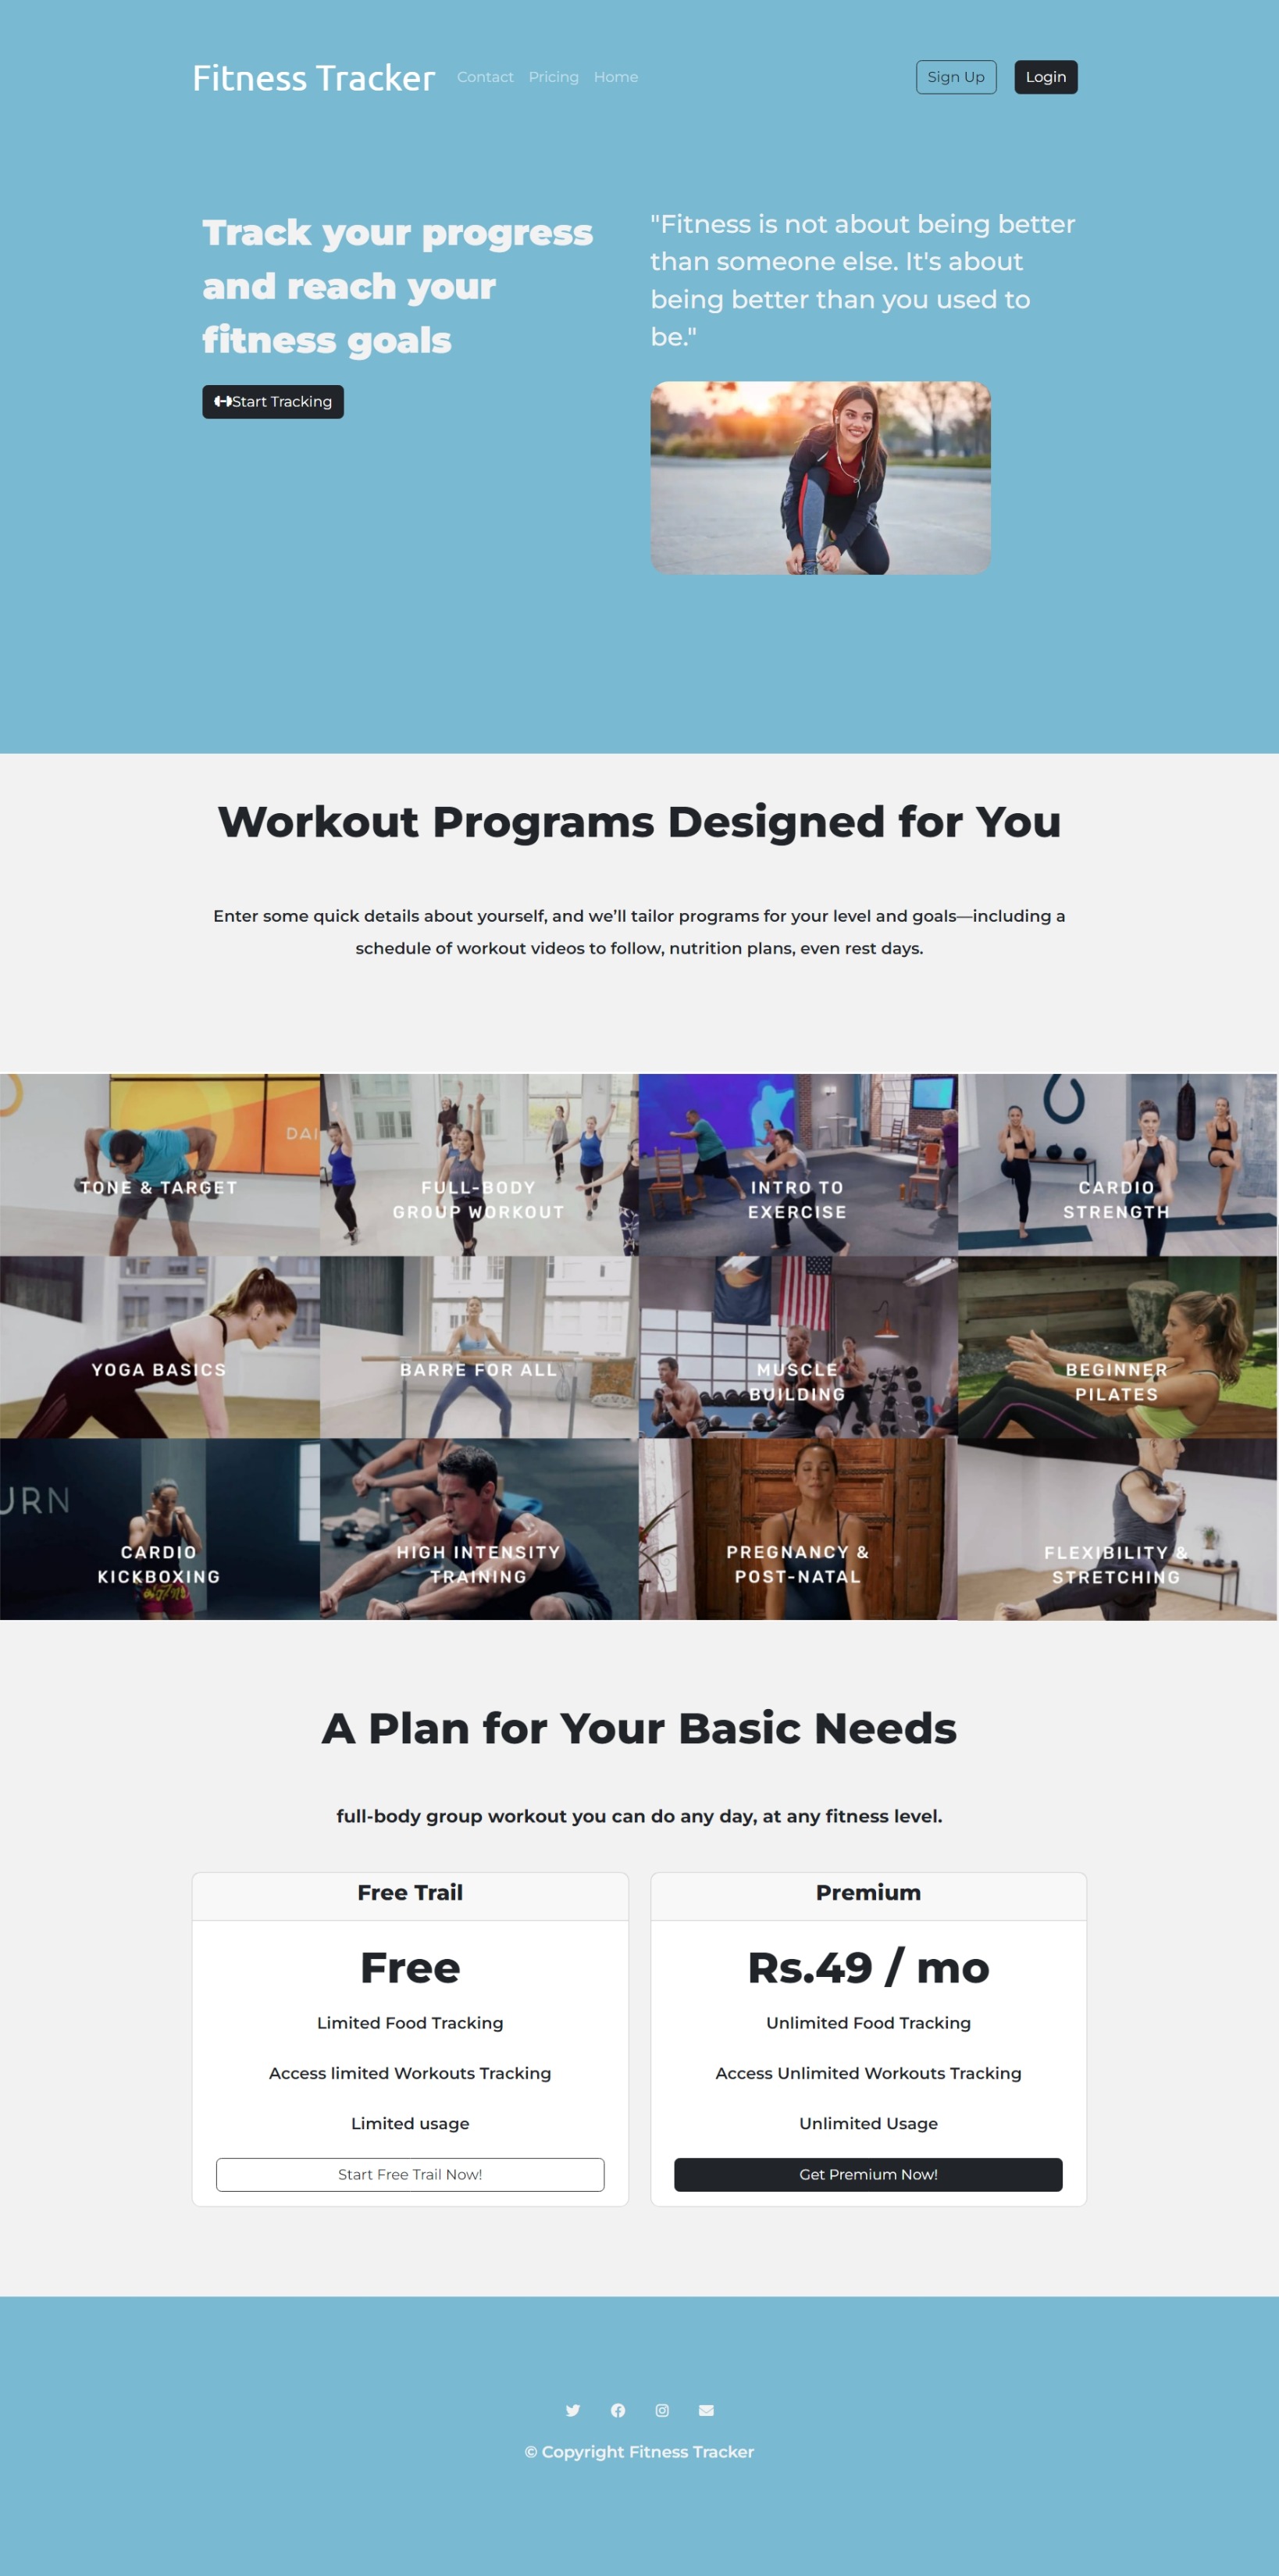 Fitness Tracker Contact Pricing Home Sign Up Login
Track your progress
and reach your
fitness goals
Start Tracking
"Fitness is not about being better
than someone else. It's about
being better than you used to
be."
Workout Programs Designed for You
Enter some quick details about yourself, and we’ll tailor programs for your level and goals—including a
schedule of workout videos to follow, nutrition plans, even rest days.
DAI
TONE & TARGET
FULL-BODY
GROUP WORKOUT
INTRO TO
EXERCISE
CARDIO
STRENGTH
YOGA BASICS
BARRE FOR ALL
MUSCLE
BUILDING
BEGINNER
PILATES
URN
CARDIO
KICKBOXING
HIGH INTENSITY
TRAINING
PREGNANCY &
POST-NATAL
FLEXIBILITY &
STRETCHING
A Plan for Your Basic Needs
full-body group workout you can do any day, at any fitness level.
Free Trail
Free
Limited Food Tracking
Access limited Workouts Tracking
Limited usage
Start Free Trail Now!
Premium
Rs.49 / mo
Unlimited Food Tracking
Access Unlimited Workouts Tracking
Unlimited Usage
Get Premium Now!
© Copyright Fitness Tracker